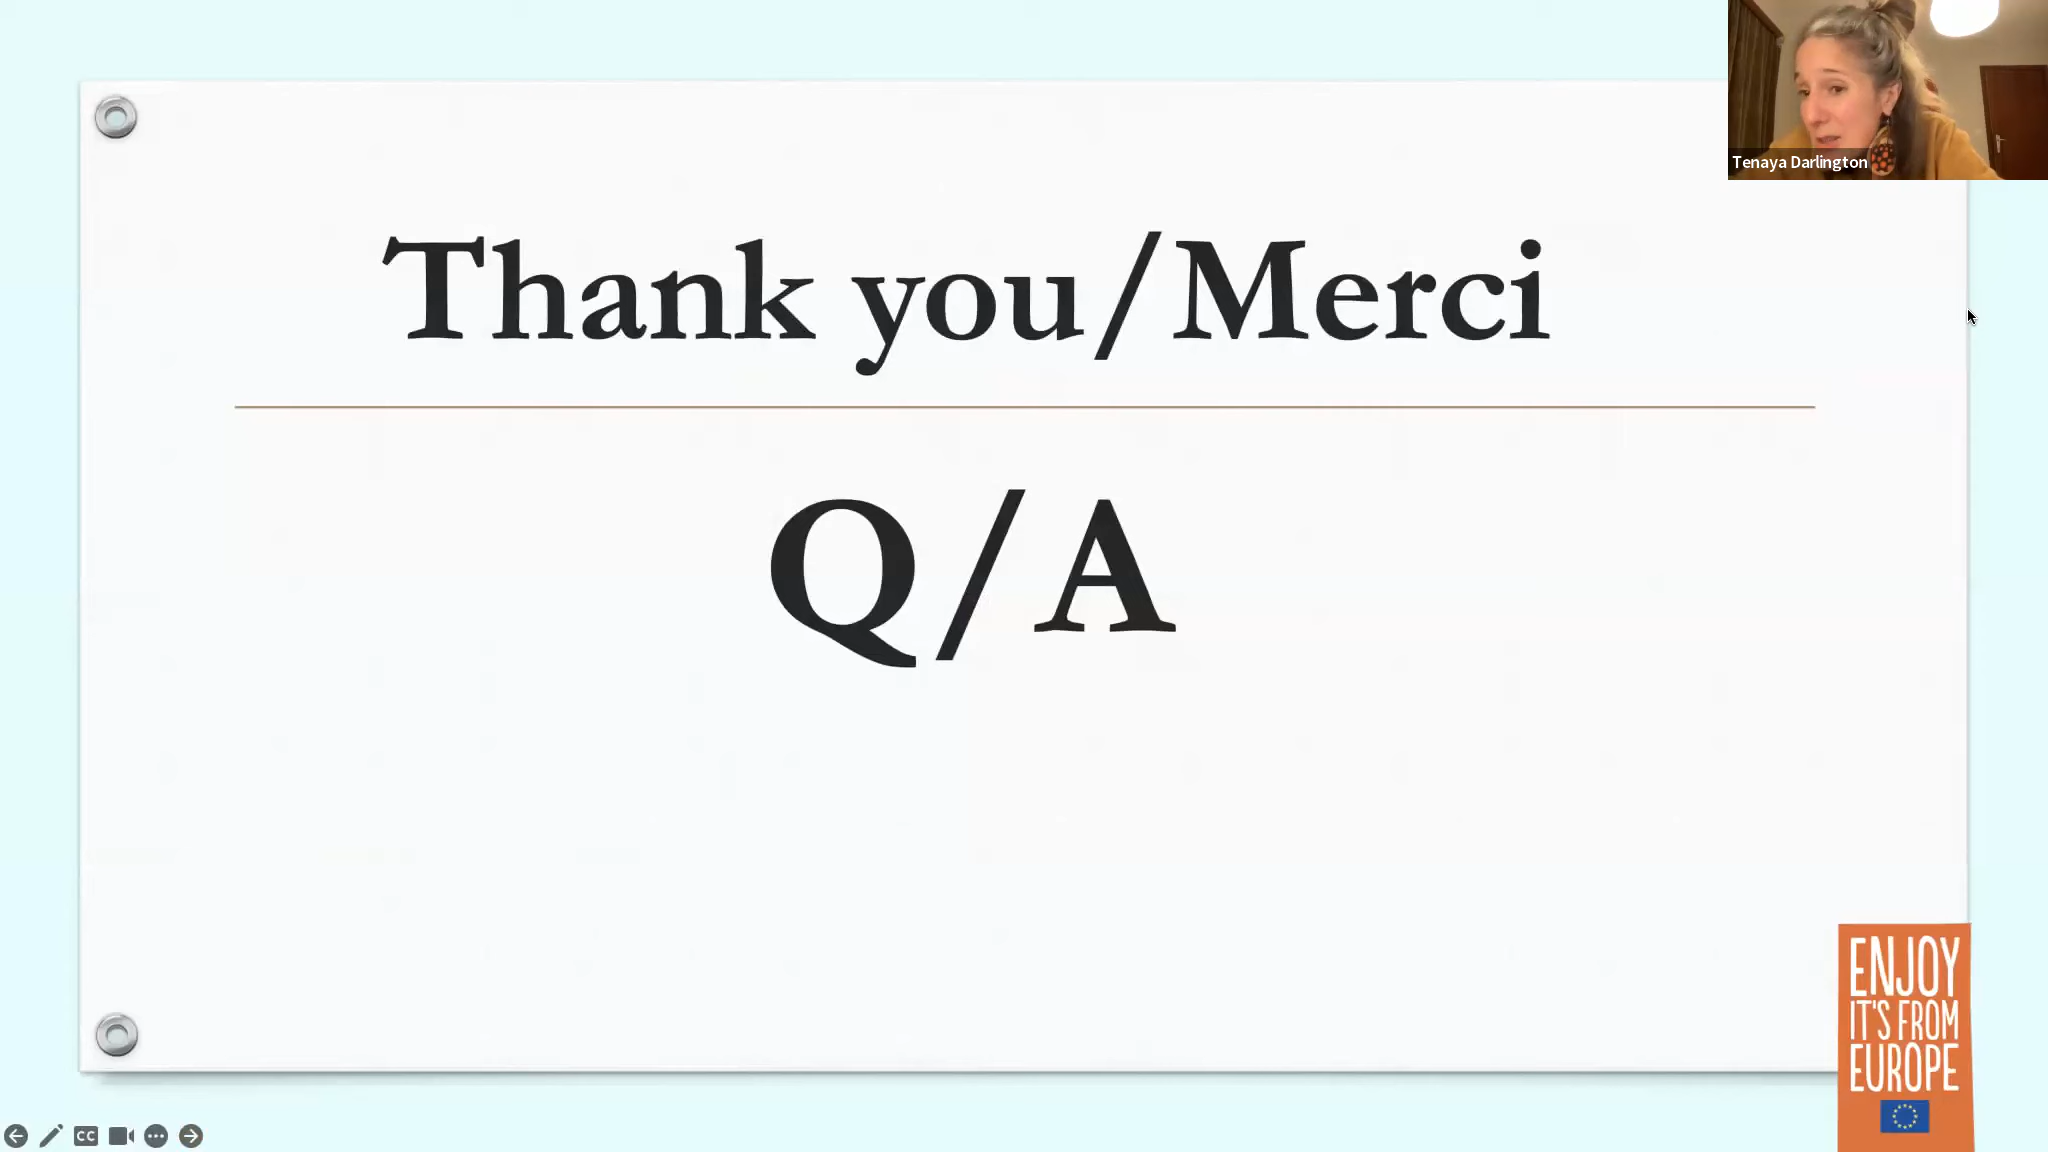 Tenaya Darlington
Thank you/Merci
Q/A
ENJOY
IT'S FROM
EUROPE
CC